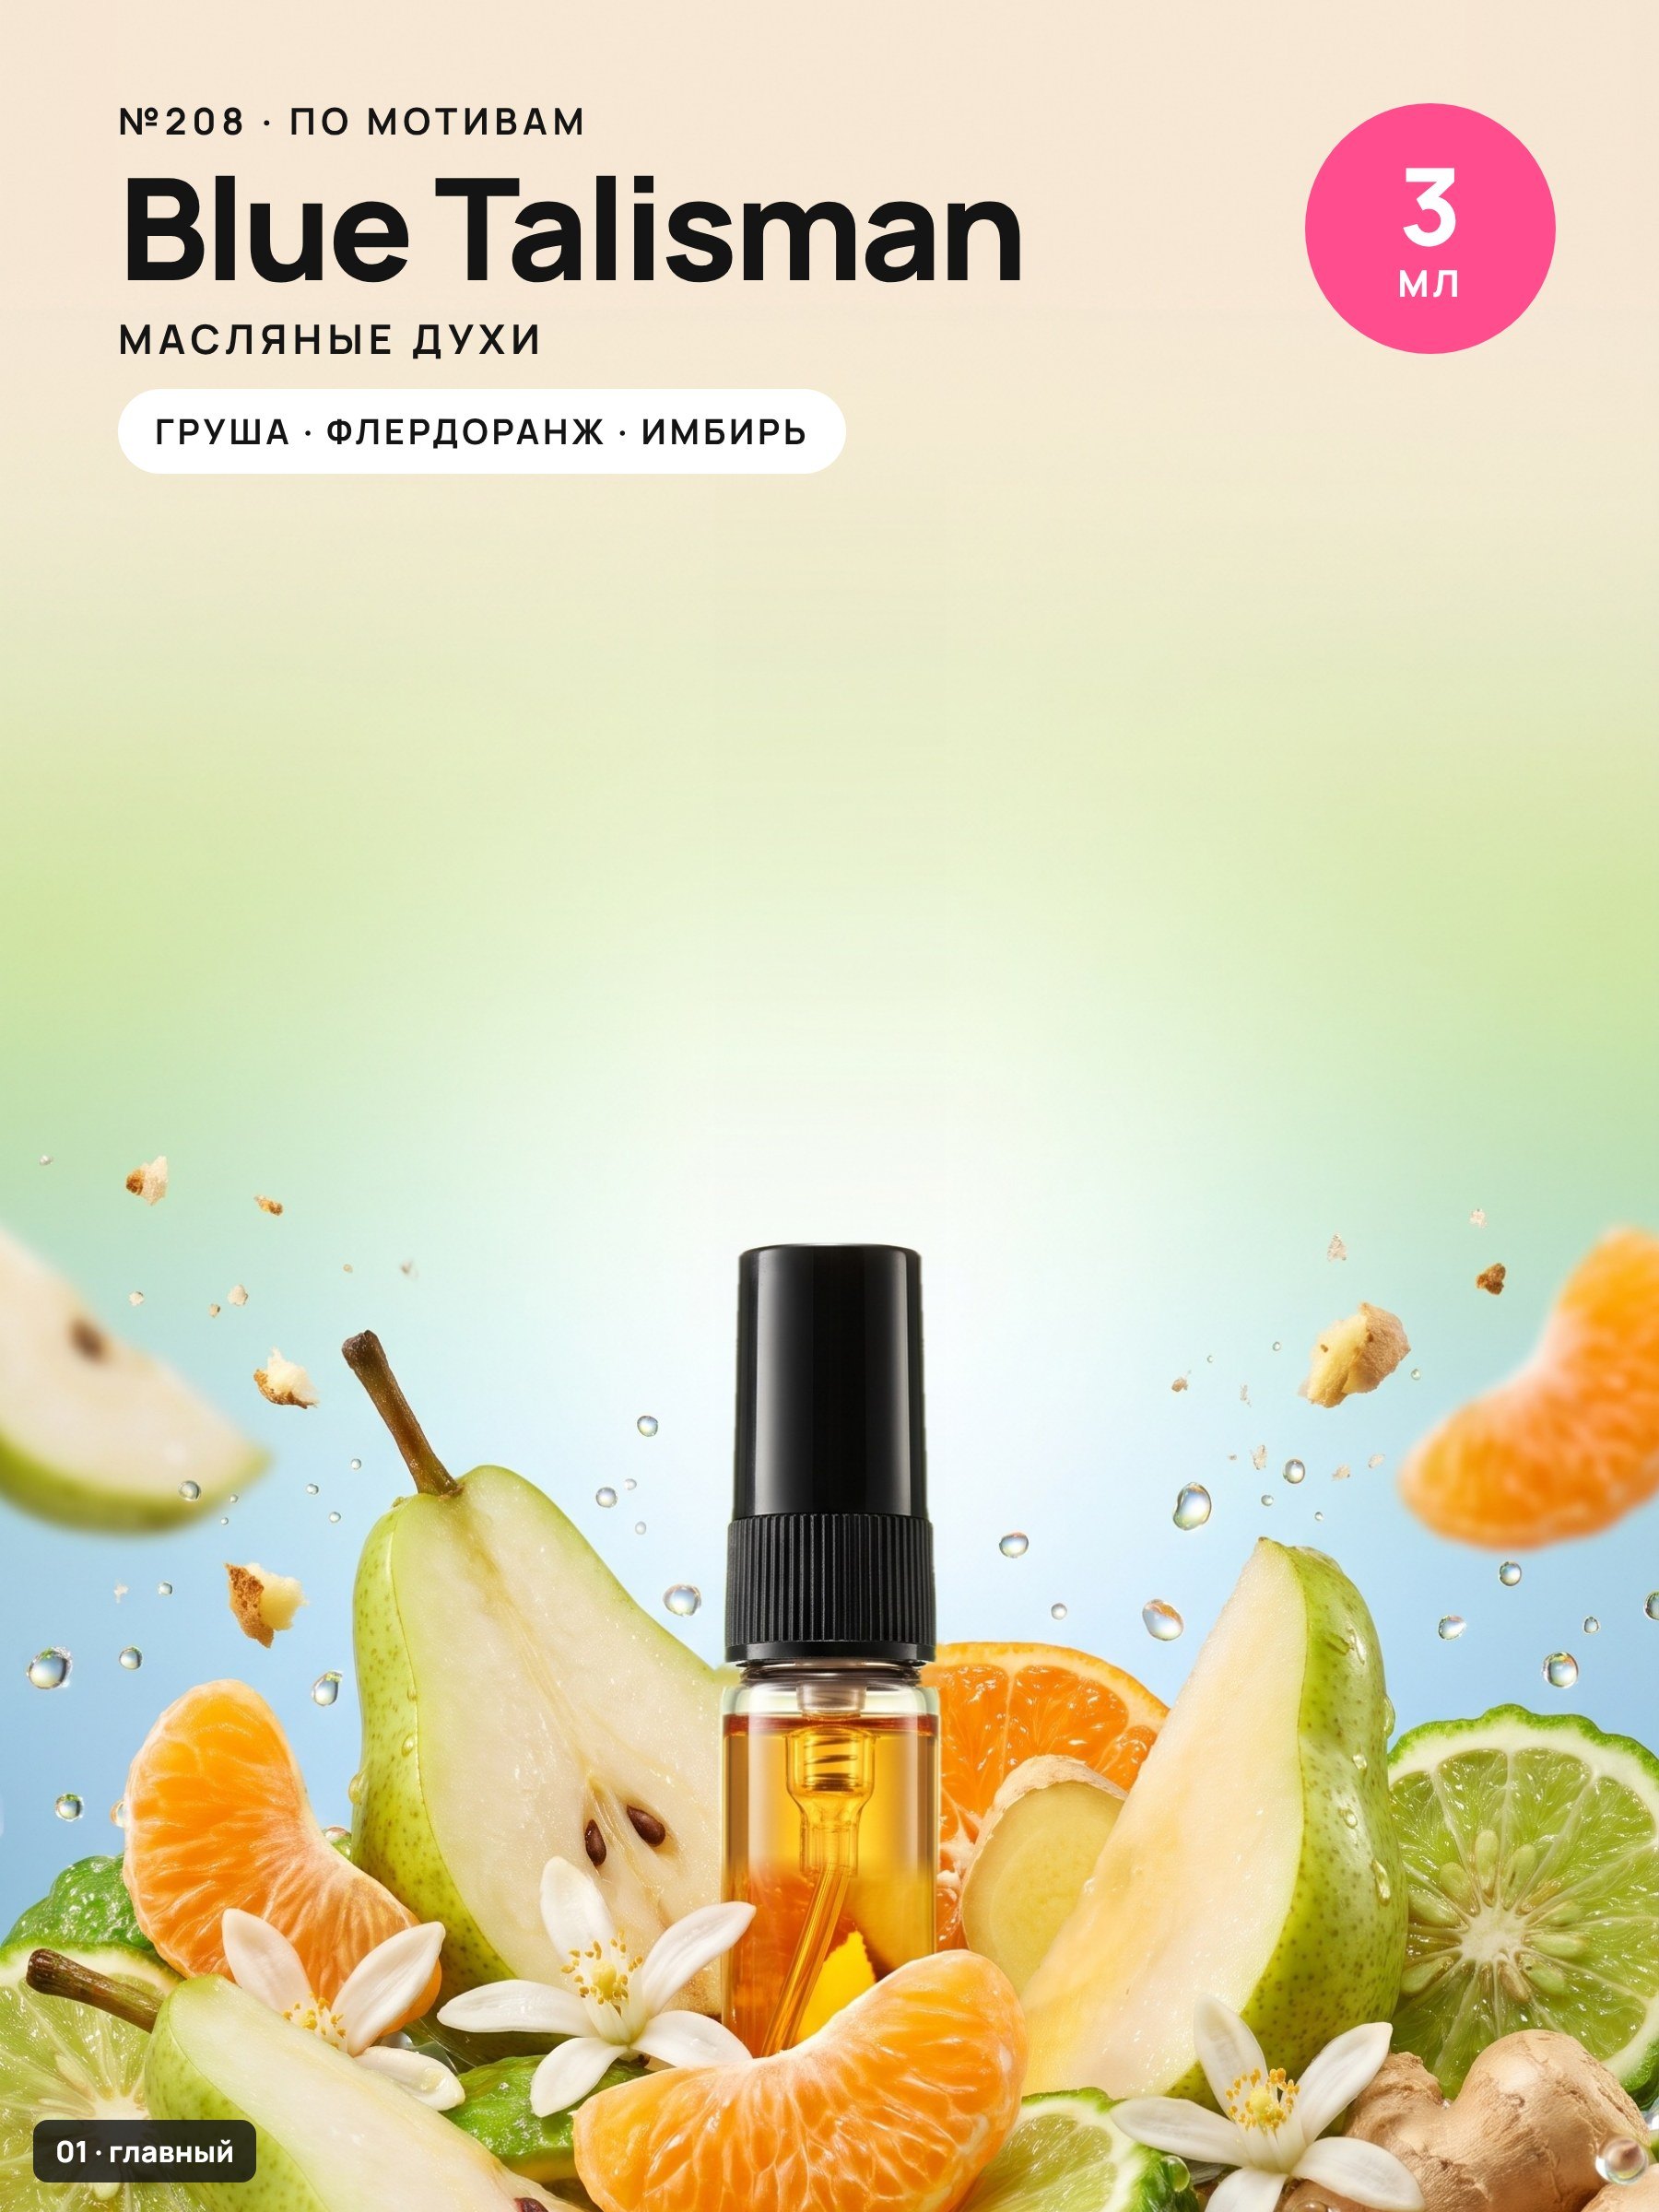 №208 · ПО МОТИВАМ
Blue Talisman
МАСЛЯНЫЕ ДУХИ
ГРУША · ФЛЕРДОРАНЖ · ИМБИРЬ
3
МЛ
01 · главный